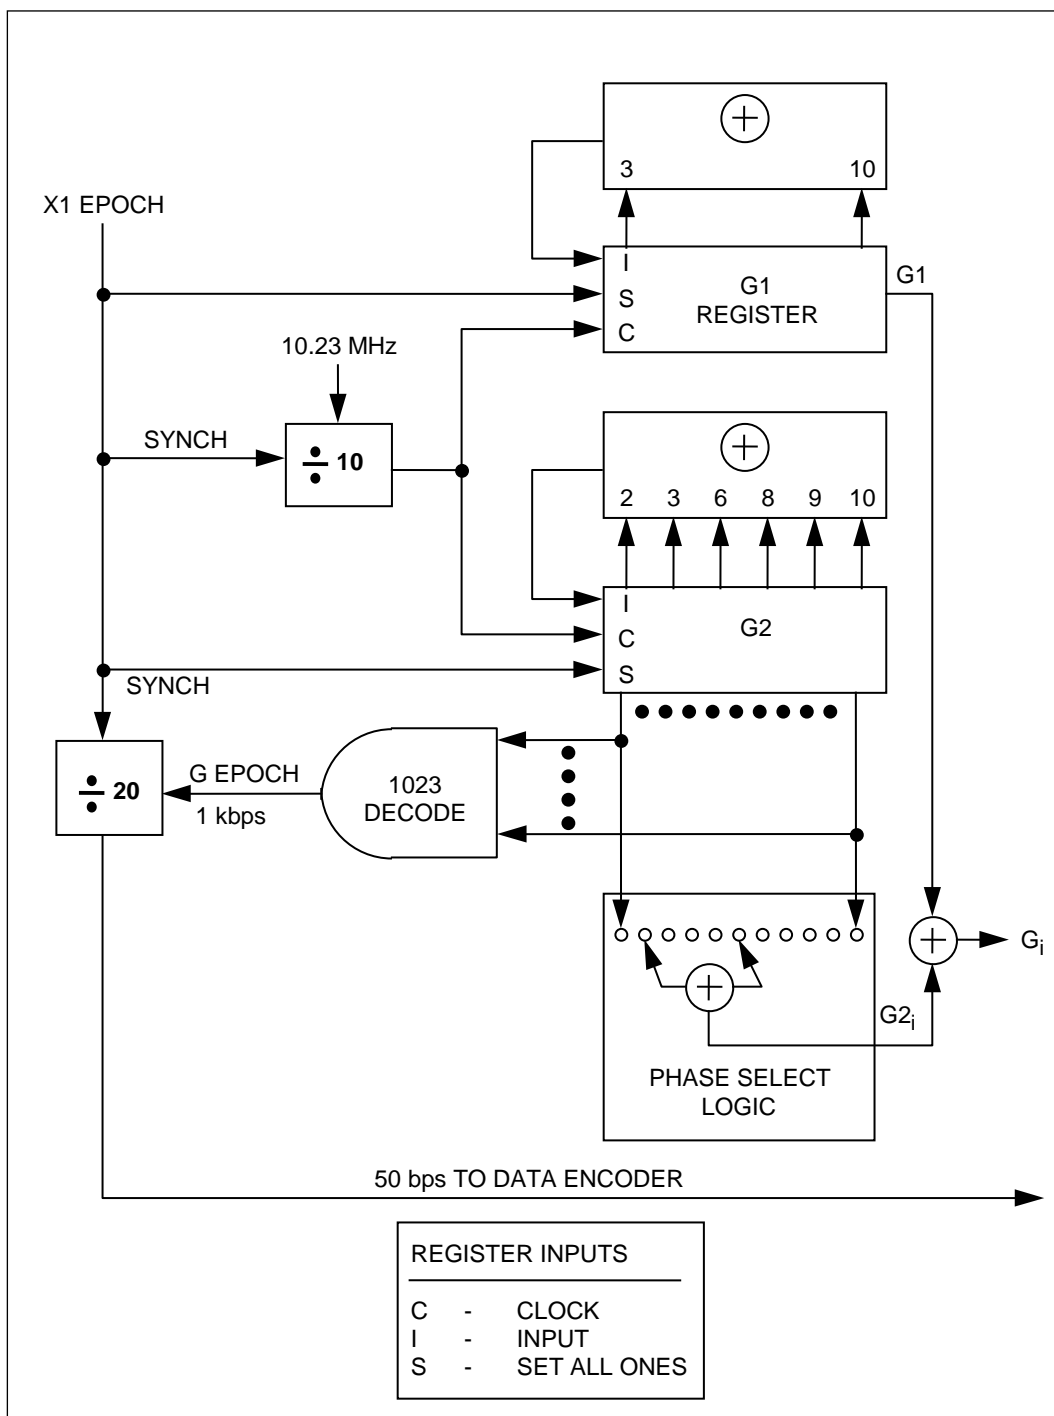 3 10
X1 EPOCH
I
S
C
G1
REGISTER
G1
10.23 MHz
SYNCH
÷ 10
2 3 6 8 9 10
I
C
S
G2
SYNCH
÷ 20
G EPOCH
1 kbps
1023
DECODE
Gi
G2i
PHASE SELECT
LOGIC
50 bps TO DATA ENCODER
REGISTER INPUTS
C - CLOCK
I - INPUT
S - SET ALL ONES